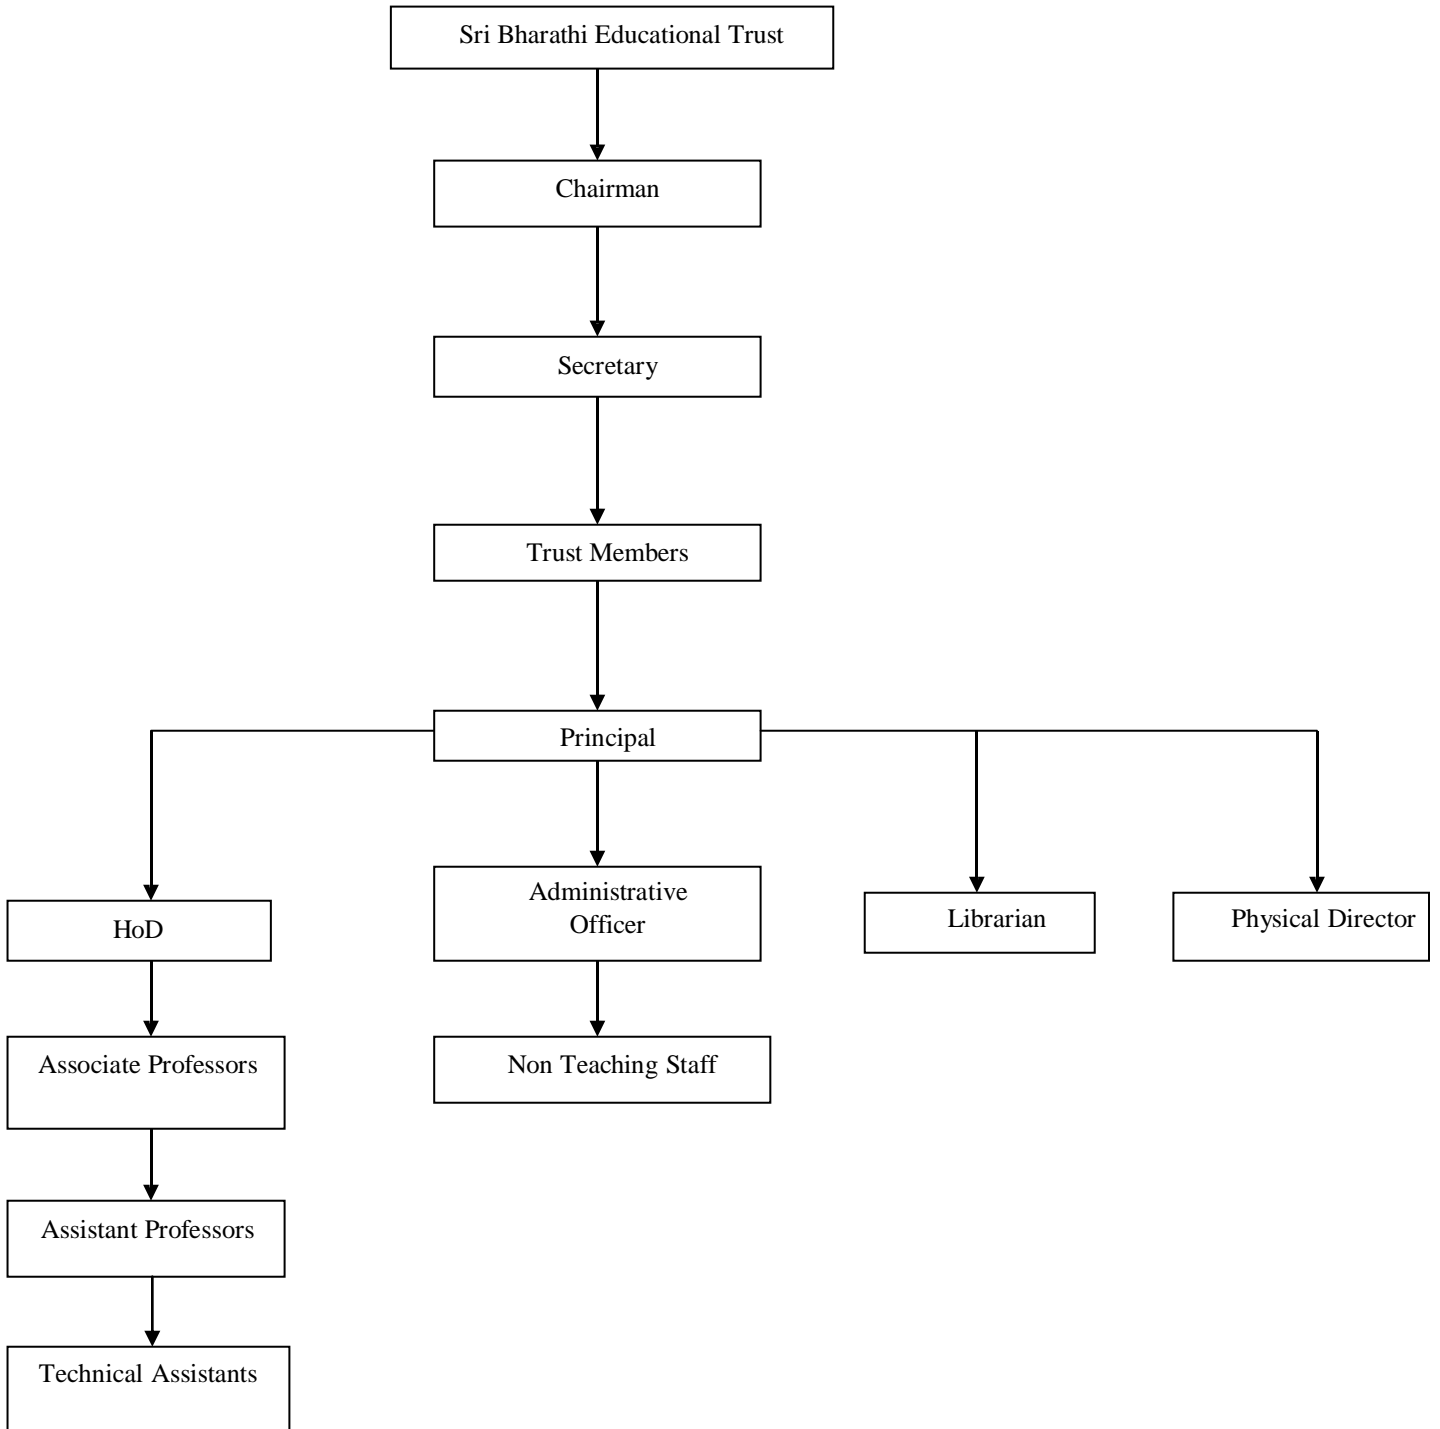 Sri Bharathi Educational Trust
Chairman
Secretary
Trust Members
Principal
Administrative
Officer
HoD
Librarian
Physical Director
Associate Professors
Non Teaching Staff
Assistant Professors
Technical Assistants